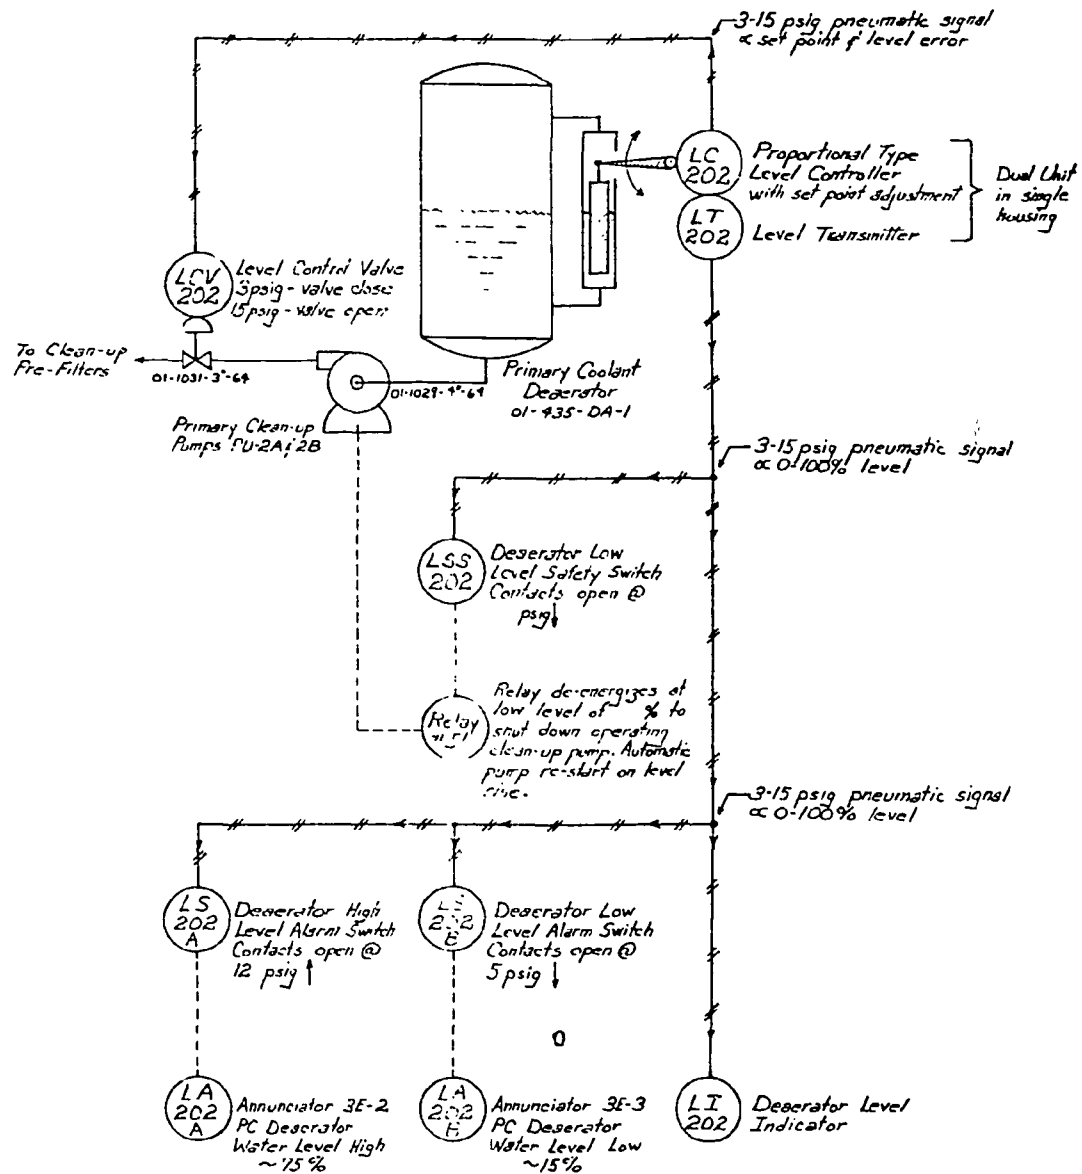 3-15 psig pneumatic signal
∝ set point & level error
LC
202
Proportional Type
Level Controller
with set point adjustment
LT
202
Level Transmitter
Dual Unit
in single
housing
LCV
202
Level Control Valve
3psig - valve close
15psig - valve open
To Clean-up
Pre-Filters
01-1031-3"-64
01-1029-4"-64
Primary Coolant
Deaerator
01-435-DA-1
Primary Clean-up
Pumps PU-2A & 2B
3-15 psig pneumatic signal
∝ 0-100% level
LSS
202
Deaerator Low
Level Safety Switch
Contacts open @
psig ↓
Relay
Relay de-energizes at
low level of % to
shut down operating
clean-up pump. Automatic
pump re-start on level
rise.
3-15 psig pneumatic signal
∝ 0-100% level
LS
202
A
Deaerator High
Level Alarm Switch
Contacts open @
12 psig ↑
LS
202
B
Deaerator Low
Level Alarm Switch
Contacts open @
5 psig ↓
LA
202
A
Annunciator 3E-2
PC Deaerator
Water Level High
~75%
LA
202
Annunciator 3E-3
PC Deaerator
Water Level Low
~15%
LI
202
Deaerator Level
Indicator